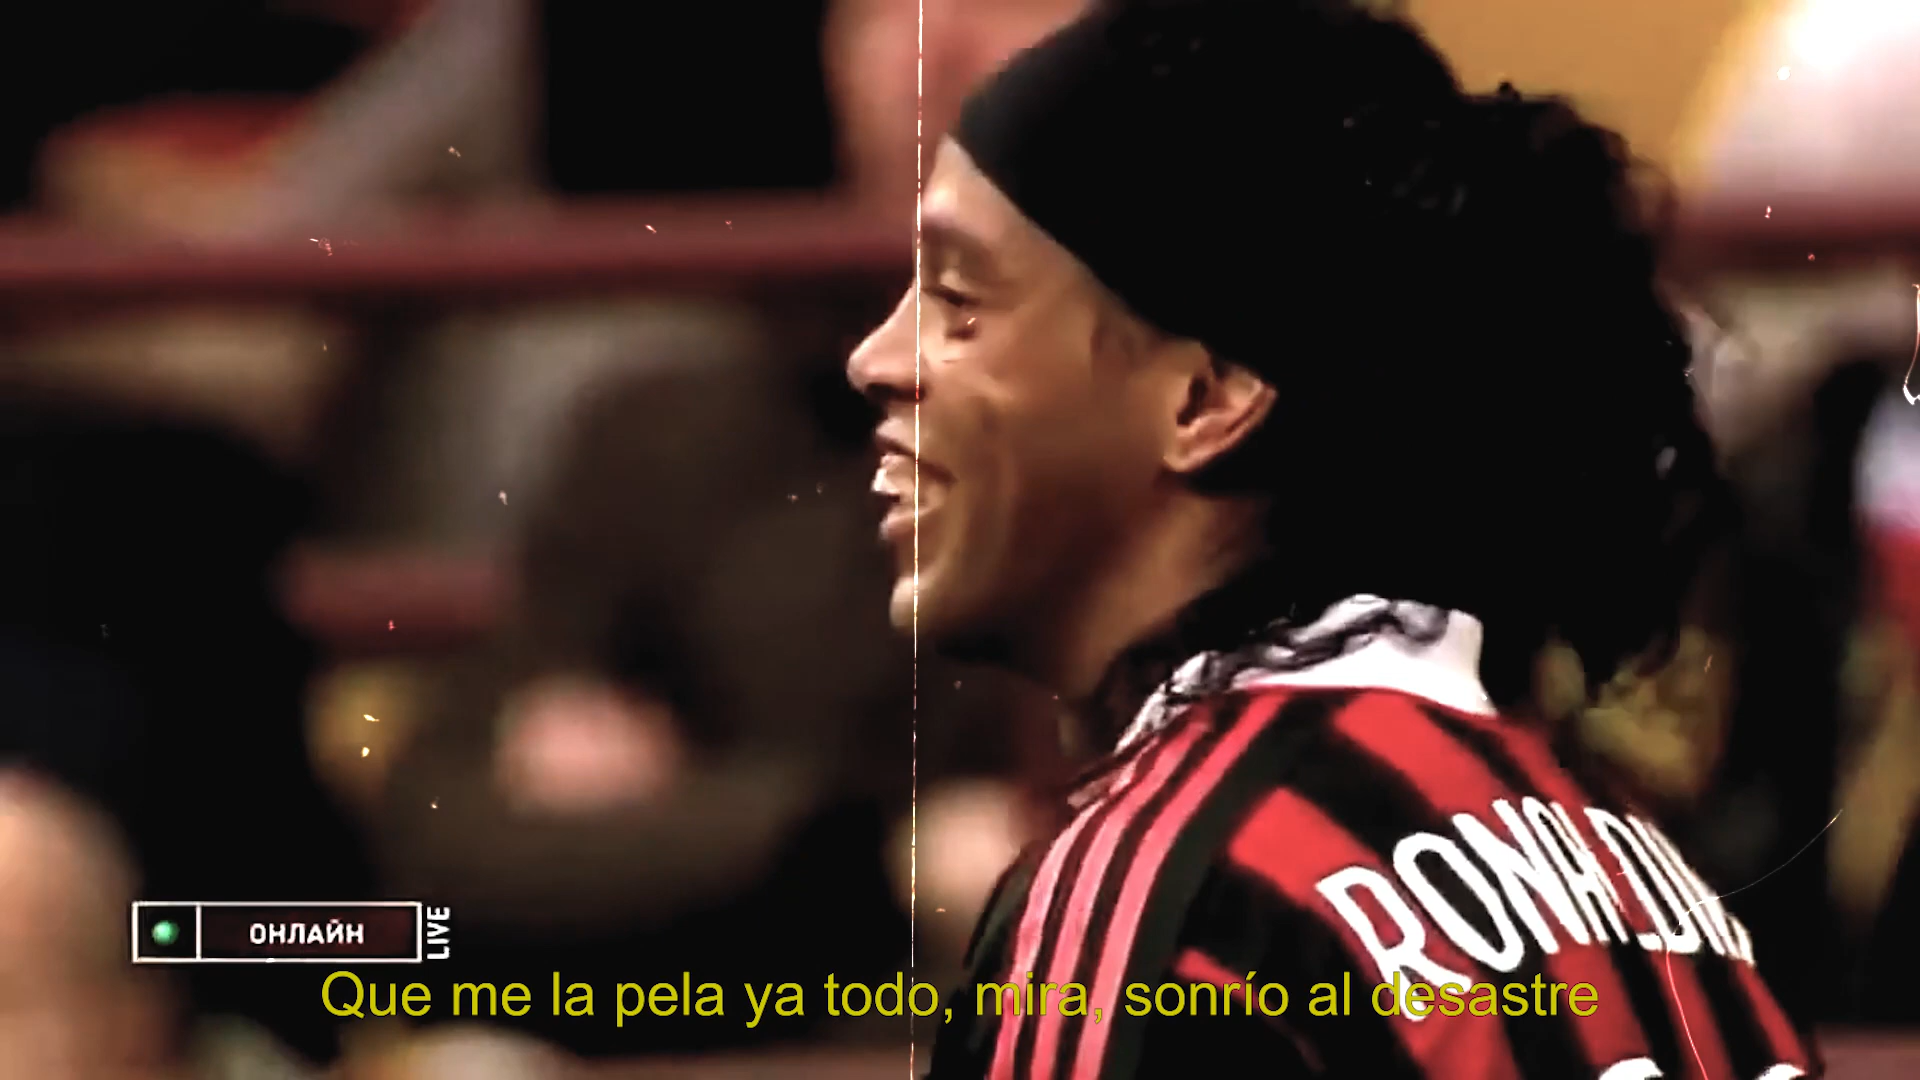 ОНЛАЙН
LIVE
Que me la pela ya todo, mira, sonrío al desastre